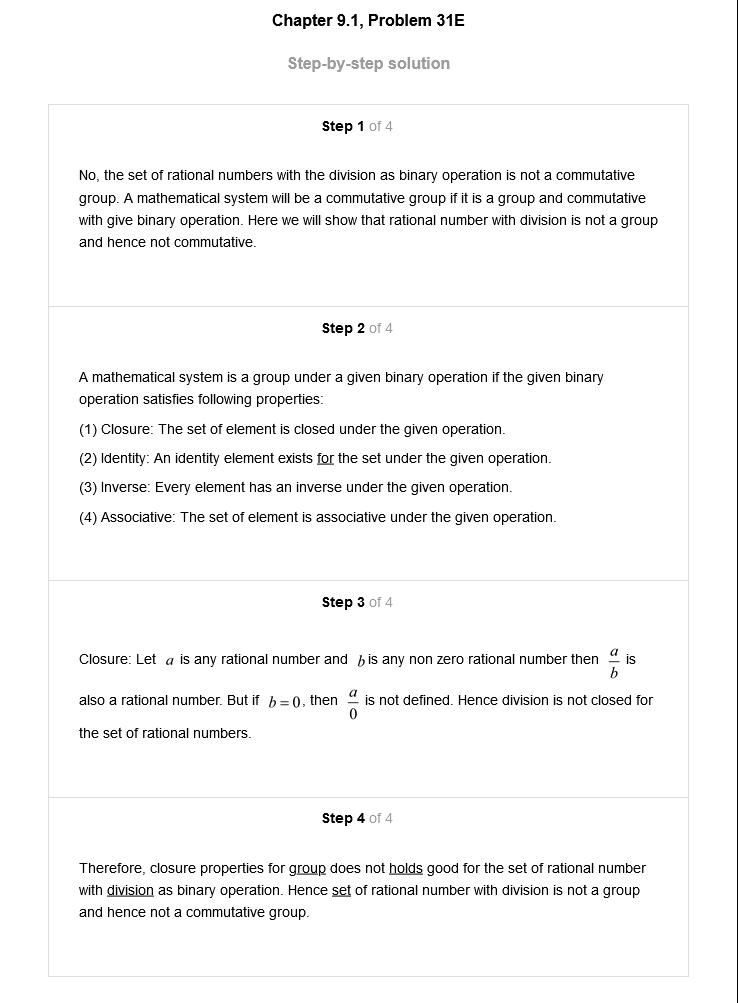 Chapter 9.1, Problem 31E
Step-by-step solution
Step 1 of 4
No, the set of rational numbers with the division as binary operation is not a commutative
group. A mathematical system will be a commutative group if it is a group and commutative
with give binary operation. Here we will show that rational number with division is not a group
and hence not commutative.
Step 2 of 4
A mathematical system is a group under a given binary operation if the given binary
operation satisfies following properties:
(1) Closure: The set of element is closed under the given operation.
(2) Identity: An identity element exists for the set under the given operation.
(3) Inverse: Every element has an inverse under the given operation.
(4) Associative: The set of element is associative under the given operation.
Step 3 of 4
Closure: Let a is any rational number and b is any non zero rational number then a/b is
also a rational number. But if b = 0, then a/0 is not defined. Hence division is not closed for
the set of rational numbers.
Step 4 of 4
Therefore, closure properties for group does not holds good for the set of rational number
with division as binary operation. Hence set of rational number with division is not a group
and hence not a commutative group.